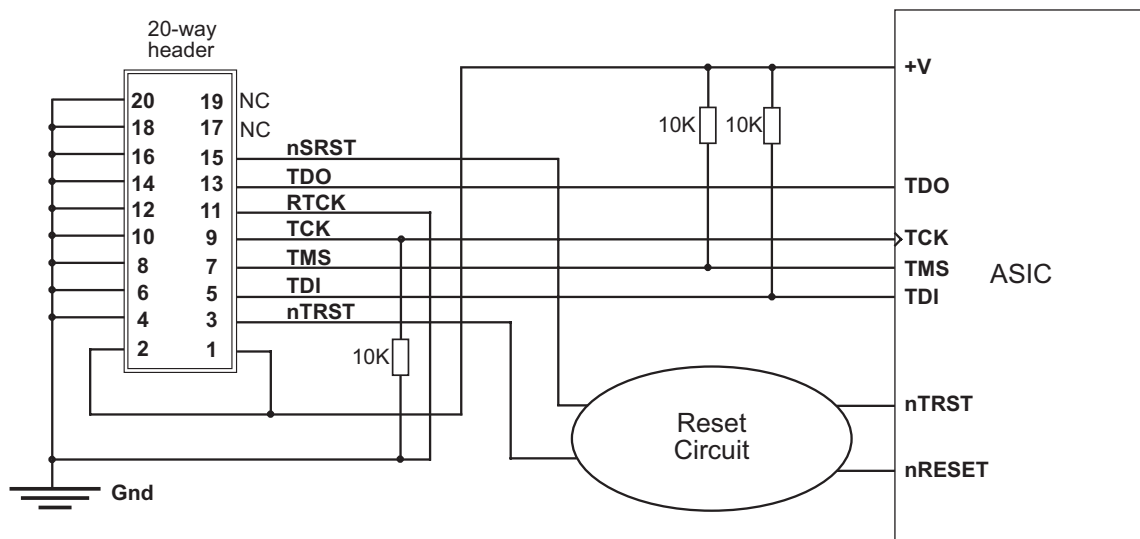 20-way
header
20 19 NC
18 17 NC
16 15
14 13
12 11
10 9
8 7
6 5
4 3
2 1
nSRST
TDO
RTCK
TCK
TMS
TDI
nTRST
10K
10K
10K
Gnd
Reset
Circuit
+V
TDO
TCK
TMS
TDI
nTRST
nRESET
ASIC